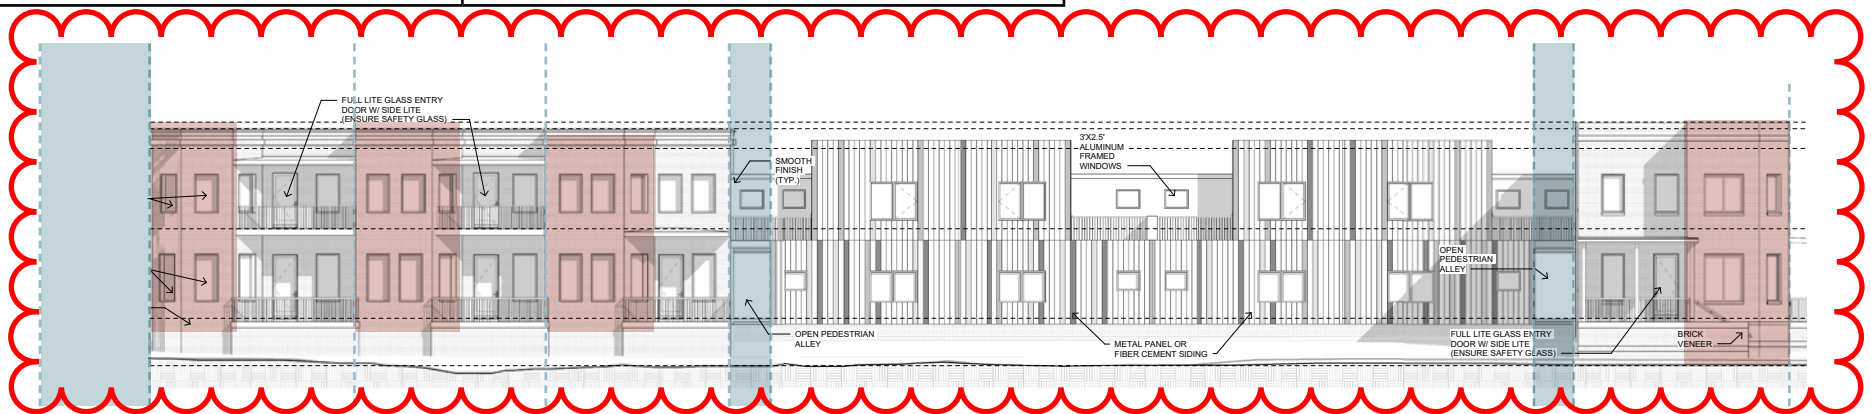 FULL LITE GLASS ENTRY
DOOR W/ SIDE LITE
(ENSURE SAFETY GLASS)
SMOOTH
FINISH
(TYP.)
3'X2.5'
ALUMINUM
FRAMED
WINDOWS
OPEN
PEDESTRIAN
ALLEY
OPEN PEDESTRIAN
ALLEY
METAL PANEL OR
FIBER CEMENT SIDING
FULL LITE GLASS ENTRY
DOOR W/ SIDE LITE
(ENSURE SAFETY GLASS)
BRICK
VENEER